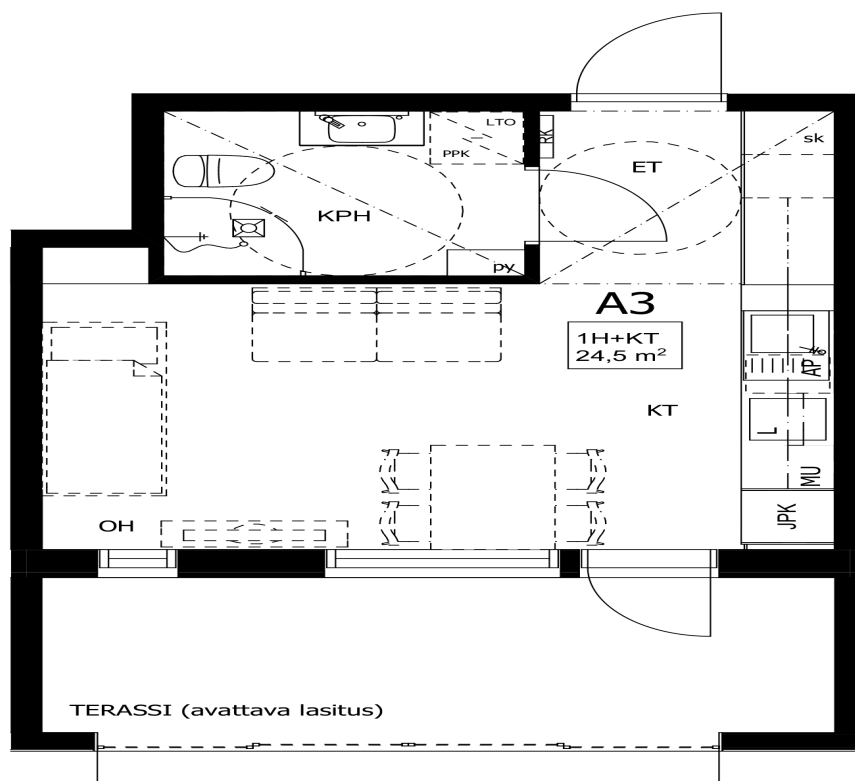 LTO
PPK
RK
ET
sk
KPH
py
A3
1H+KT
24,5 m²
AP
KT
L
MU
JPK
OH
TERASSI (avattava lasitus)